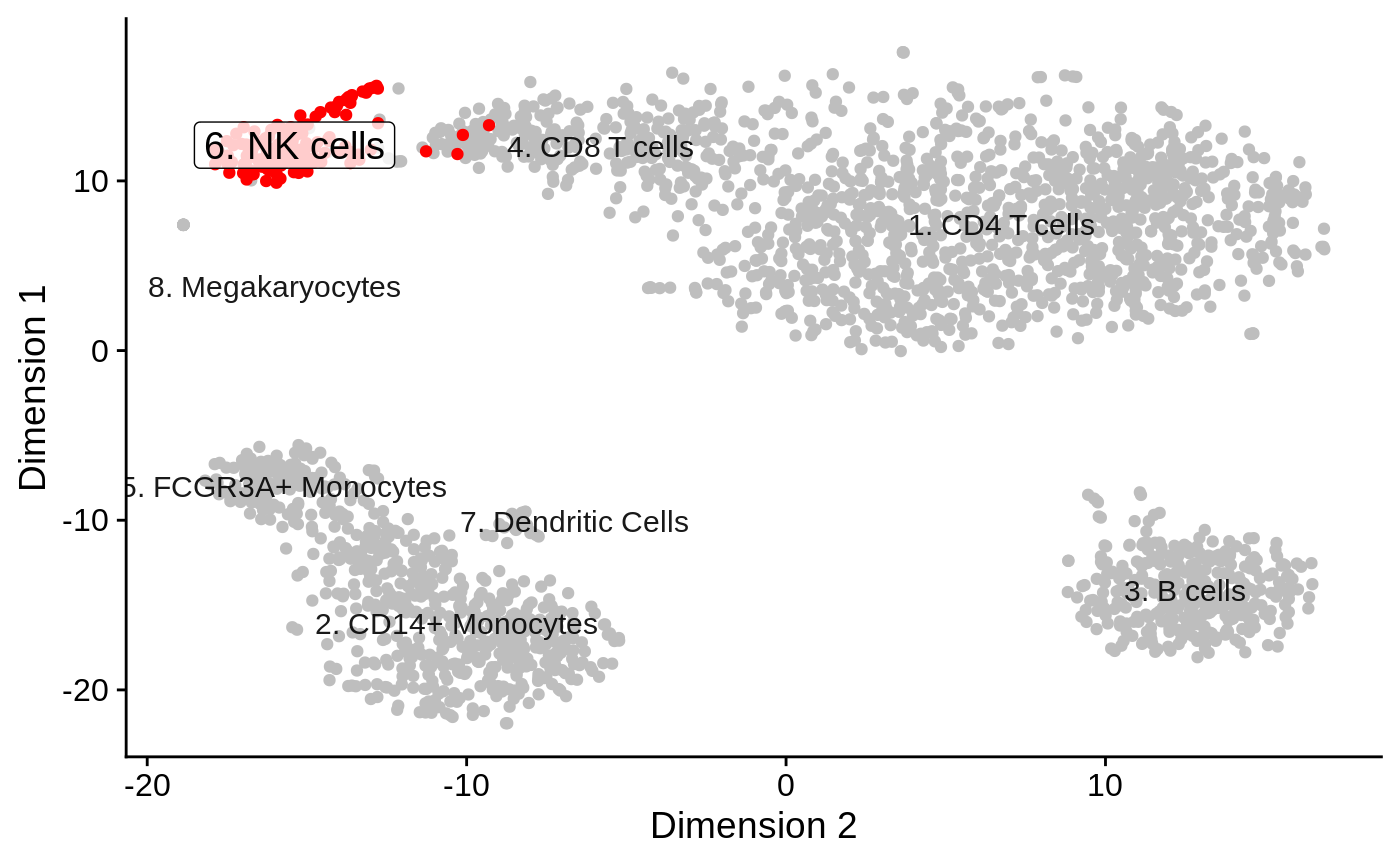 6. NK cells
4. CD8 T cells
10
1. CD4 T cells
8. Megakaryocytes
Dimension 1
0
5. FCGR3A+ Monocytes
-10
7. Dendritic Cells
3. B cells
2. CD14+ Monocytes
-20
-20 -10 0 10
Dimension 2